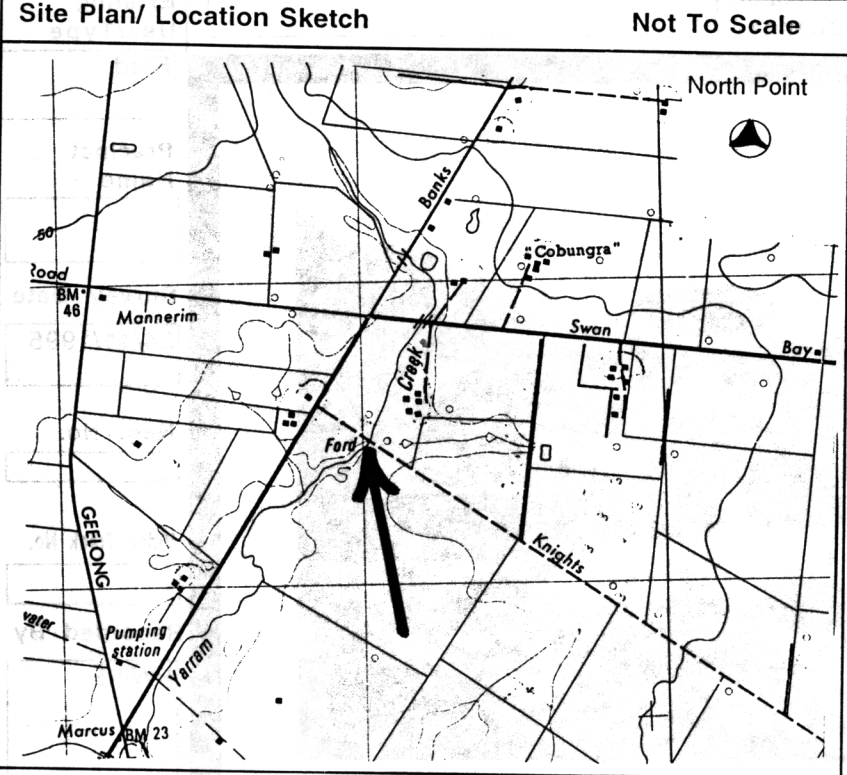 Site Plan/ Location Sketch
Not To Scale
North Point
Banks
50
"Cobungra"
Road
BM
46
Mannerim
Swan
Bay
Creek
Ford
GEELONG
Knights
water
Pumping
station
Yarram
Marcus
BM 23